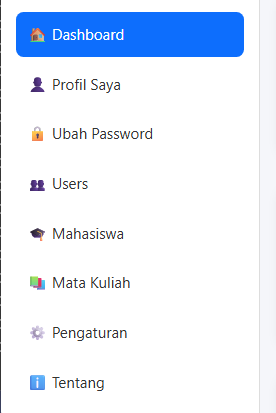 Dashboard
Profil Saya
Ubah Password
Users
Mahasiswa
Mata Kuliah
Pengaturan
Tentang